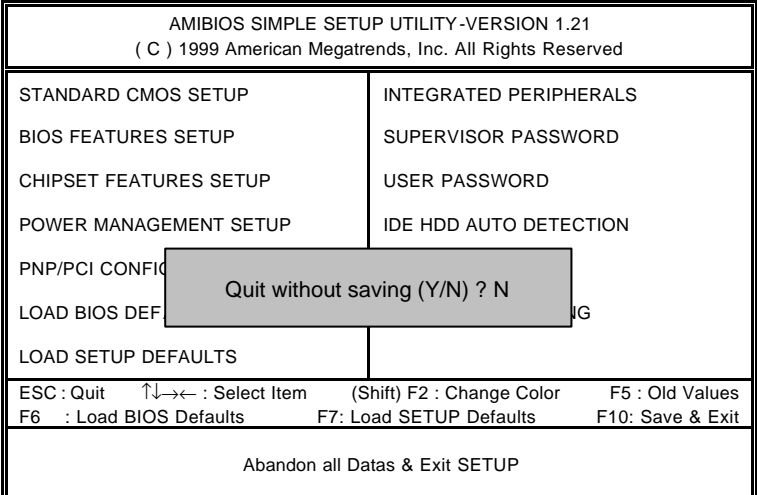 AMIBIOS SIMPLE SETUP UTILITY-VERSION 1.21
( C ) 1999 American Megatrends, Inc. All Rights Reserved
STANDARD CMOS SETUP
INTEGRATED PERIPHERALS
BIOS FEATURES SETUP
SUPERVISOR PASSWORD
CHIPSET FEATURES SETUP
USER PASSWORD
POWER MANAGEMENT SETUP
IDE HDD AUTO DETECTION
PNP/PCI CONFIG
Quit without saving (Y/N) ? N
LOAD BIOS DEF
NG
LOAD SETUP DEFAULTS
ESC : Quit ↑↓→← : Select Item (Shift) F2 : Change Color F5 : Old Values
F6 : Load BIOS Defaults F7: Load SETUP Defaults F10: Save & Exit
Abandon all Datas & Exit SETUP